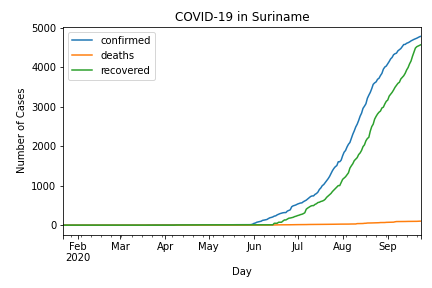 COVID-19 in Suriname
confirmed
deaths
recovered
Number of Cases
5000
4000
3000
2000
1000
0
Feb Mar Apr May Jun Jul Aug Sep
2020
Day